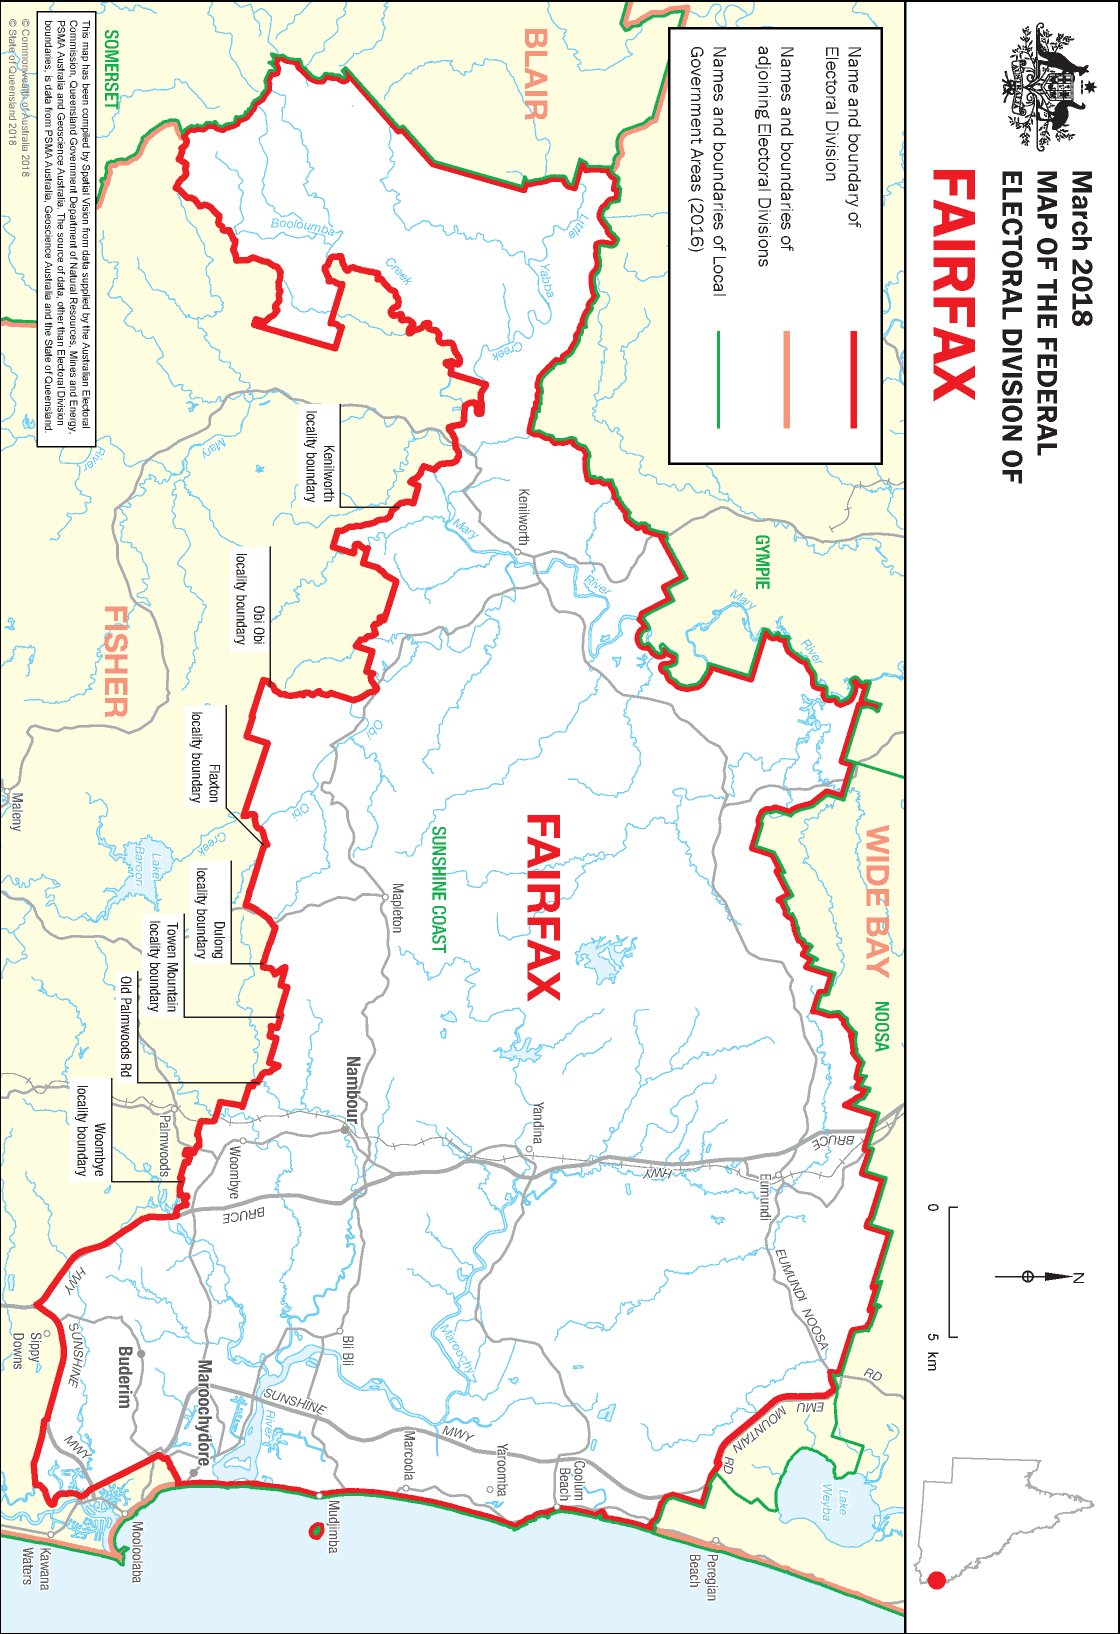 March 2018
MAP OF THE FEDERAL
ELECTORAL DIVISION OF
FAIRFAX
N
0
5 km
Name and boundary of
Electoral Division
Names and boundaries of
adjoining Electoral Divisions
Names and boundaries of Local
Government Areas (2016)
BLAIR
SOMERSET
GYMPIE
WIDE BAY
NOOSA
FISHER
FAIRFAX
SUNSHINE COAST
Booloumba
Creek
Little
Yabba
Creek
Kenilworth
locality boundary
Kenilworth
Mary
River
Mary
River
Mary
River
Obi Obi
locality boundary
Obi
Obi
Creek
Flaxton
locality boundary
Lake
Baroon
Maleny
Mapleton
Dulong
locality boundary
Towen Mountain
locality boundary
Old Palmwoods Rd
Woombye
locality boundary
Nambour
Palmwoods
Woombye
Yandina
Eumundi
BRUCE
HWY
BRUCE
HWY
EUMUNDI NOOSA
RD
EMU
MOUNTAIN
RD
Lake
Weyba
Peregian
Beach
Coolum
Beach
Yaroomba
Marcoola
Mudjimba
Bli Bli
Maroochy
River
SUNSHINE
MWY
Maroochydore
Buderim
SUNSHINE
MWY
Sippy
Downs
Mooloolaba
Kawana
Waters
This map has been compiled by Spatial Vision from data supplied by the Australian Electoral
Commission, Queensland Government Department of Natural Resources, Mines and Energy,
PSMA Australia and Geoscience Australia. The source of data, other than Electoral Division
boundaries, is data from PSMA Australia, Geoscience Australia and the State of Queensland.
© Commonwealth of Australia 2018
© State of Queensland 2018